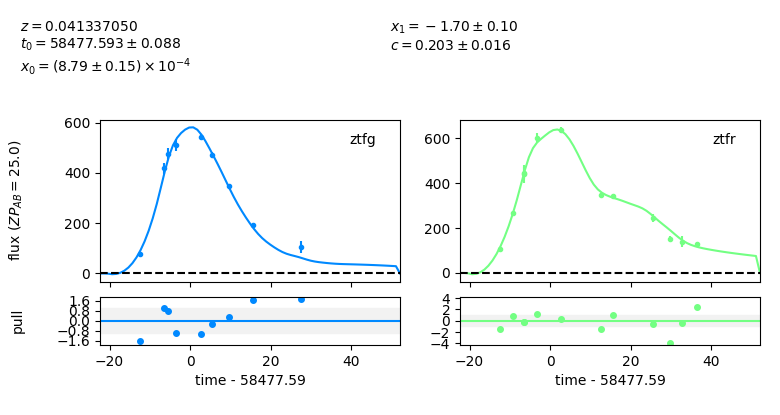 z = 0.041337050
t₀ = 58477.593 ± 0.088
x₀ = (8.79 ± 0.15) × 10⁻⁴
x₁ = −1.70 ± 0.10
c = 0.203 ± 0.016
flux (ZP_AB = 25.0)
600
400
200
0
ztfg
600
400
200
0
ztfr
pull
1.6
0.8
0.0
−0.8
−1.6
−20 0 20 40
time - 58477.59
4
2
0
−2
−4
−20 0 20 40
time - 58477.59